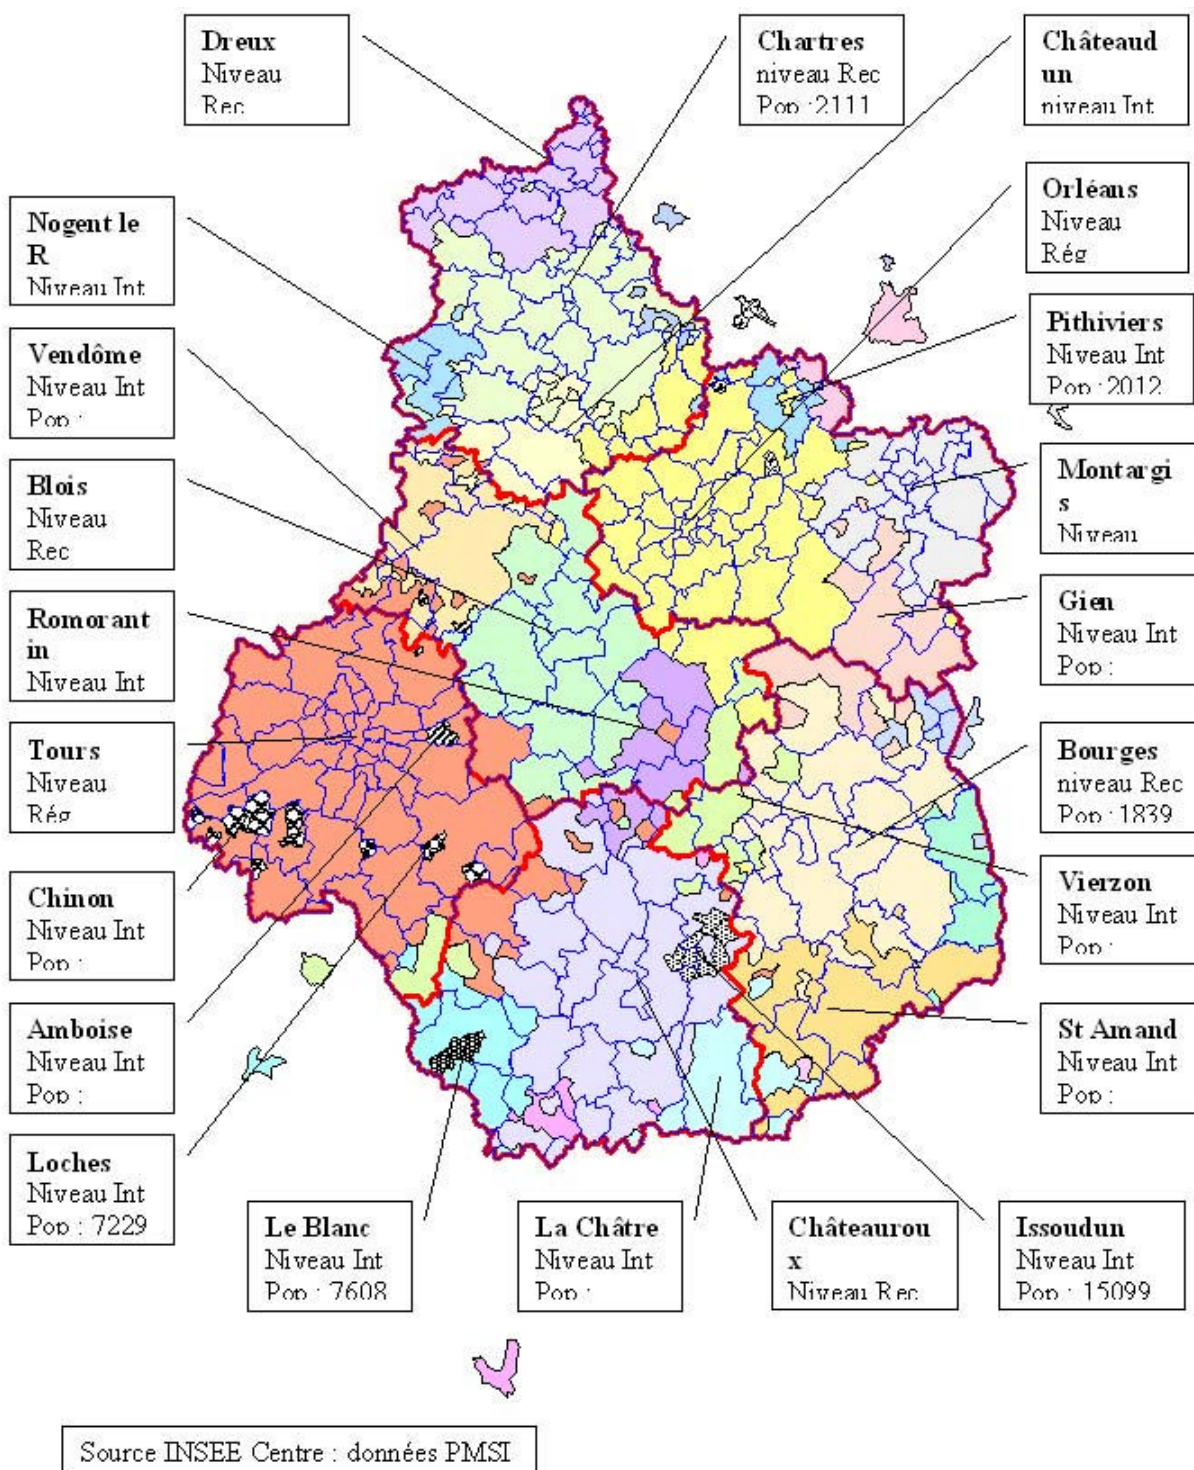 Dreux
Niveau
Rec
Chartres
niveau Rec
Pop : 2111
Châteaud
un
niveau Int
Orléans
Niveau
Rég
Nogent le
R
Niveau Int
Pithiviers
Niveau Int
Pop : 2012
Vendôme
Niveau Int
Pop :
Blois
Niveau
Rec
Montargi
s
Niveau
Romorant
in
Niveau Int
Gien
Niveau Int
Pop :
Tours
Niveau
Rég
Bourges
niveau Rec
Pop : 1839
Chinon
Niveau Int
Pop :
Vierzon
Niveau Int
Pop :
Amboise
Niveau Int
Pop :
St Amand
Niveau Int
Pop :
Loches
Niveau Int
Pop : 7229
Le Blanc
Niveau Int
Pop : 7608
La Châtre
Niveau Int
Pop :
Châteaurou
x
Niveau Rec
Issoudun
Niveau Int
Pop : 15099
Source INSEE Centre : données PMSI